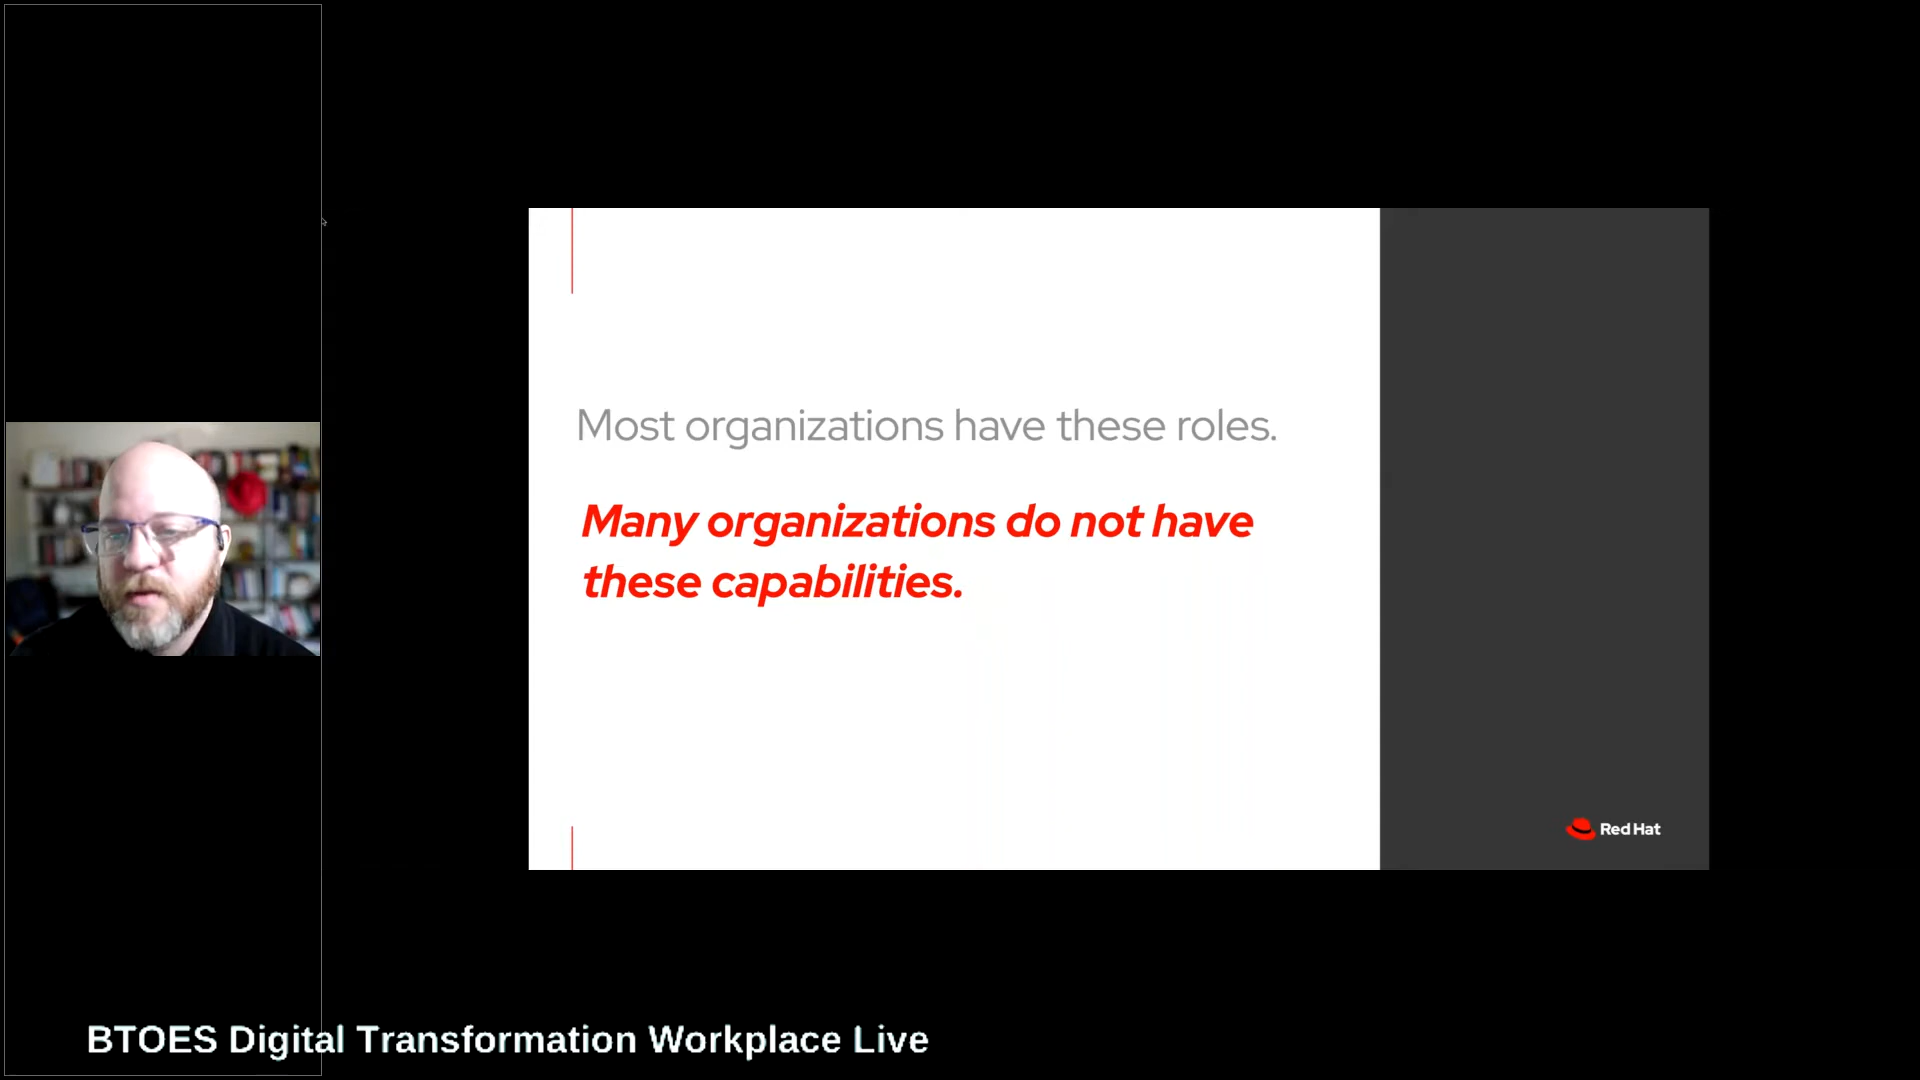 Most organizations have these roles.
Many organizations do not have
these capabilities.
Red Hat
BTOES Digital Transformation Workplace Live